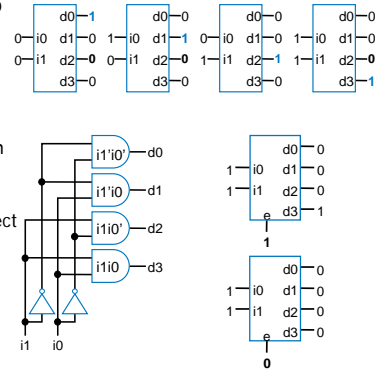 d0 1 d0 0 d0 0 d0 0
0 i0 d1 0 1 i0 d1 1 0 i0 d1 0 1 i0 d1 0
0 i1 d2 0 0 i1 d2 0 1 i1 d2 1 1 i1 d2 0
d3 0 d3 0 d3 0 d3 1
i1'i0' d0
i1'i0 d1
ect i1i0' d2
i1i0 d3
i1 i0
d0 0
1 i0 d1 0
1 i1 d2 0
d3 1
e
1
d0 0
1 i0 d1 0
1 i1 d2 0
d3 0
e
0